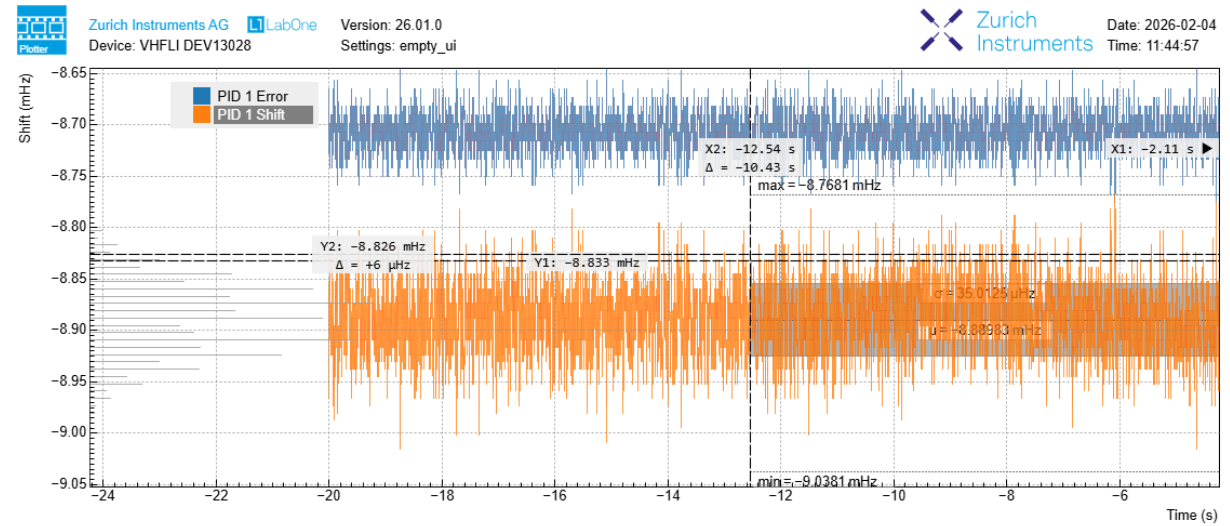 Zurich Instruments AG LabOne Version: 26.01.0
Device: VHFLI DEV13028 Settings: empty_ui
Plotter
Zurich
Instruments
Date: 2026-02-04
Time: 11:44:57
Shift (mHz)
−8.65
−8.70
−8.75
−8.80
−8.85
−8.90
−8.95
−9.00
−9.05
PID 1 Error
PID 1 Shift
X2: −12.54 s
Δ = −10.43 s
X1: −2.11 s
max = −8.7681 mHz
Y2: −8.826 mHz
Δ = +6 μHz
Y1: −8.833 mHz
σ = 35.0125 μHz
μ = −8.88983 mHz
min = −9.0381 mHz
−24 −22 −20 −18 −16 −14 −12 −10 −8 −6
Time (s)